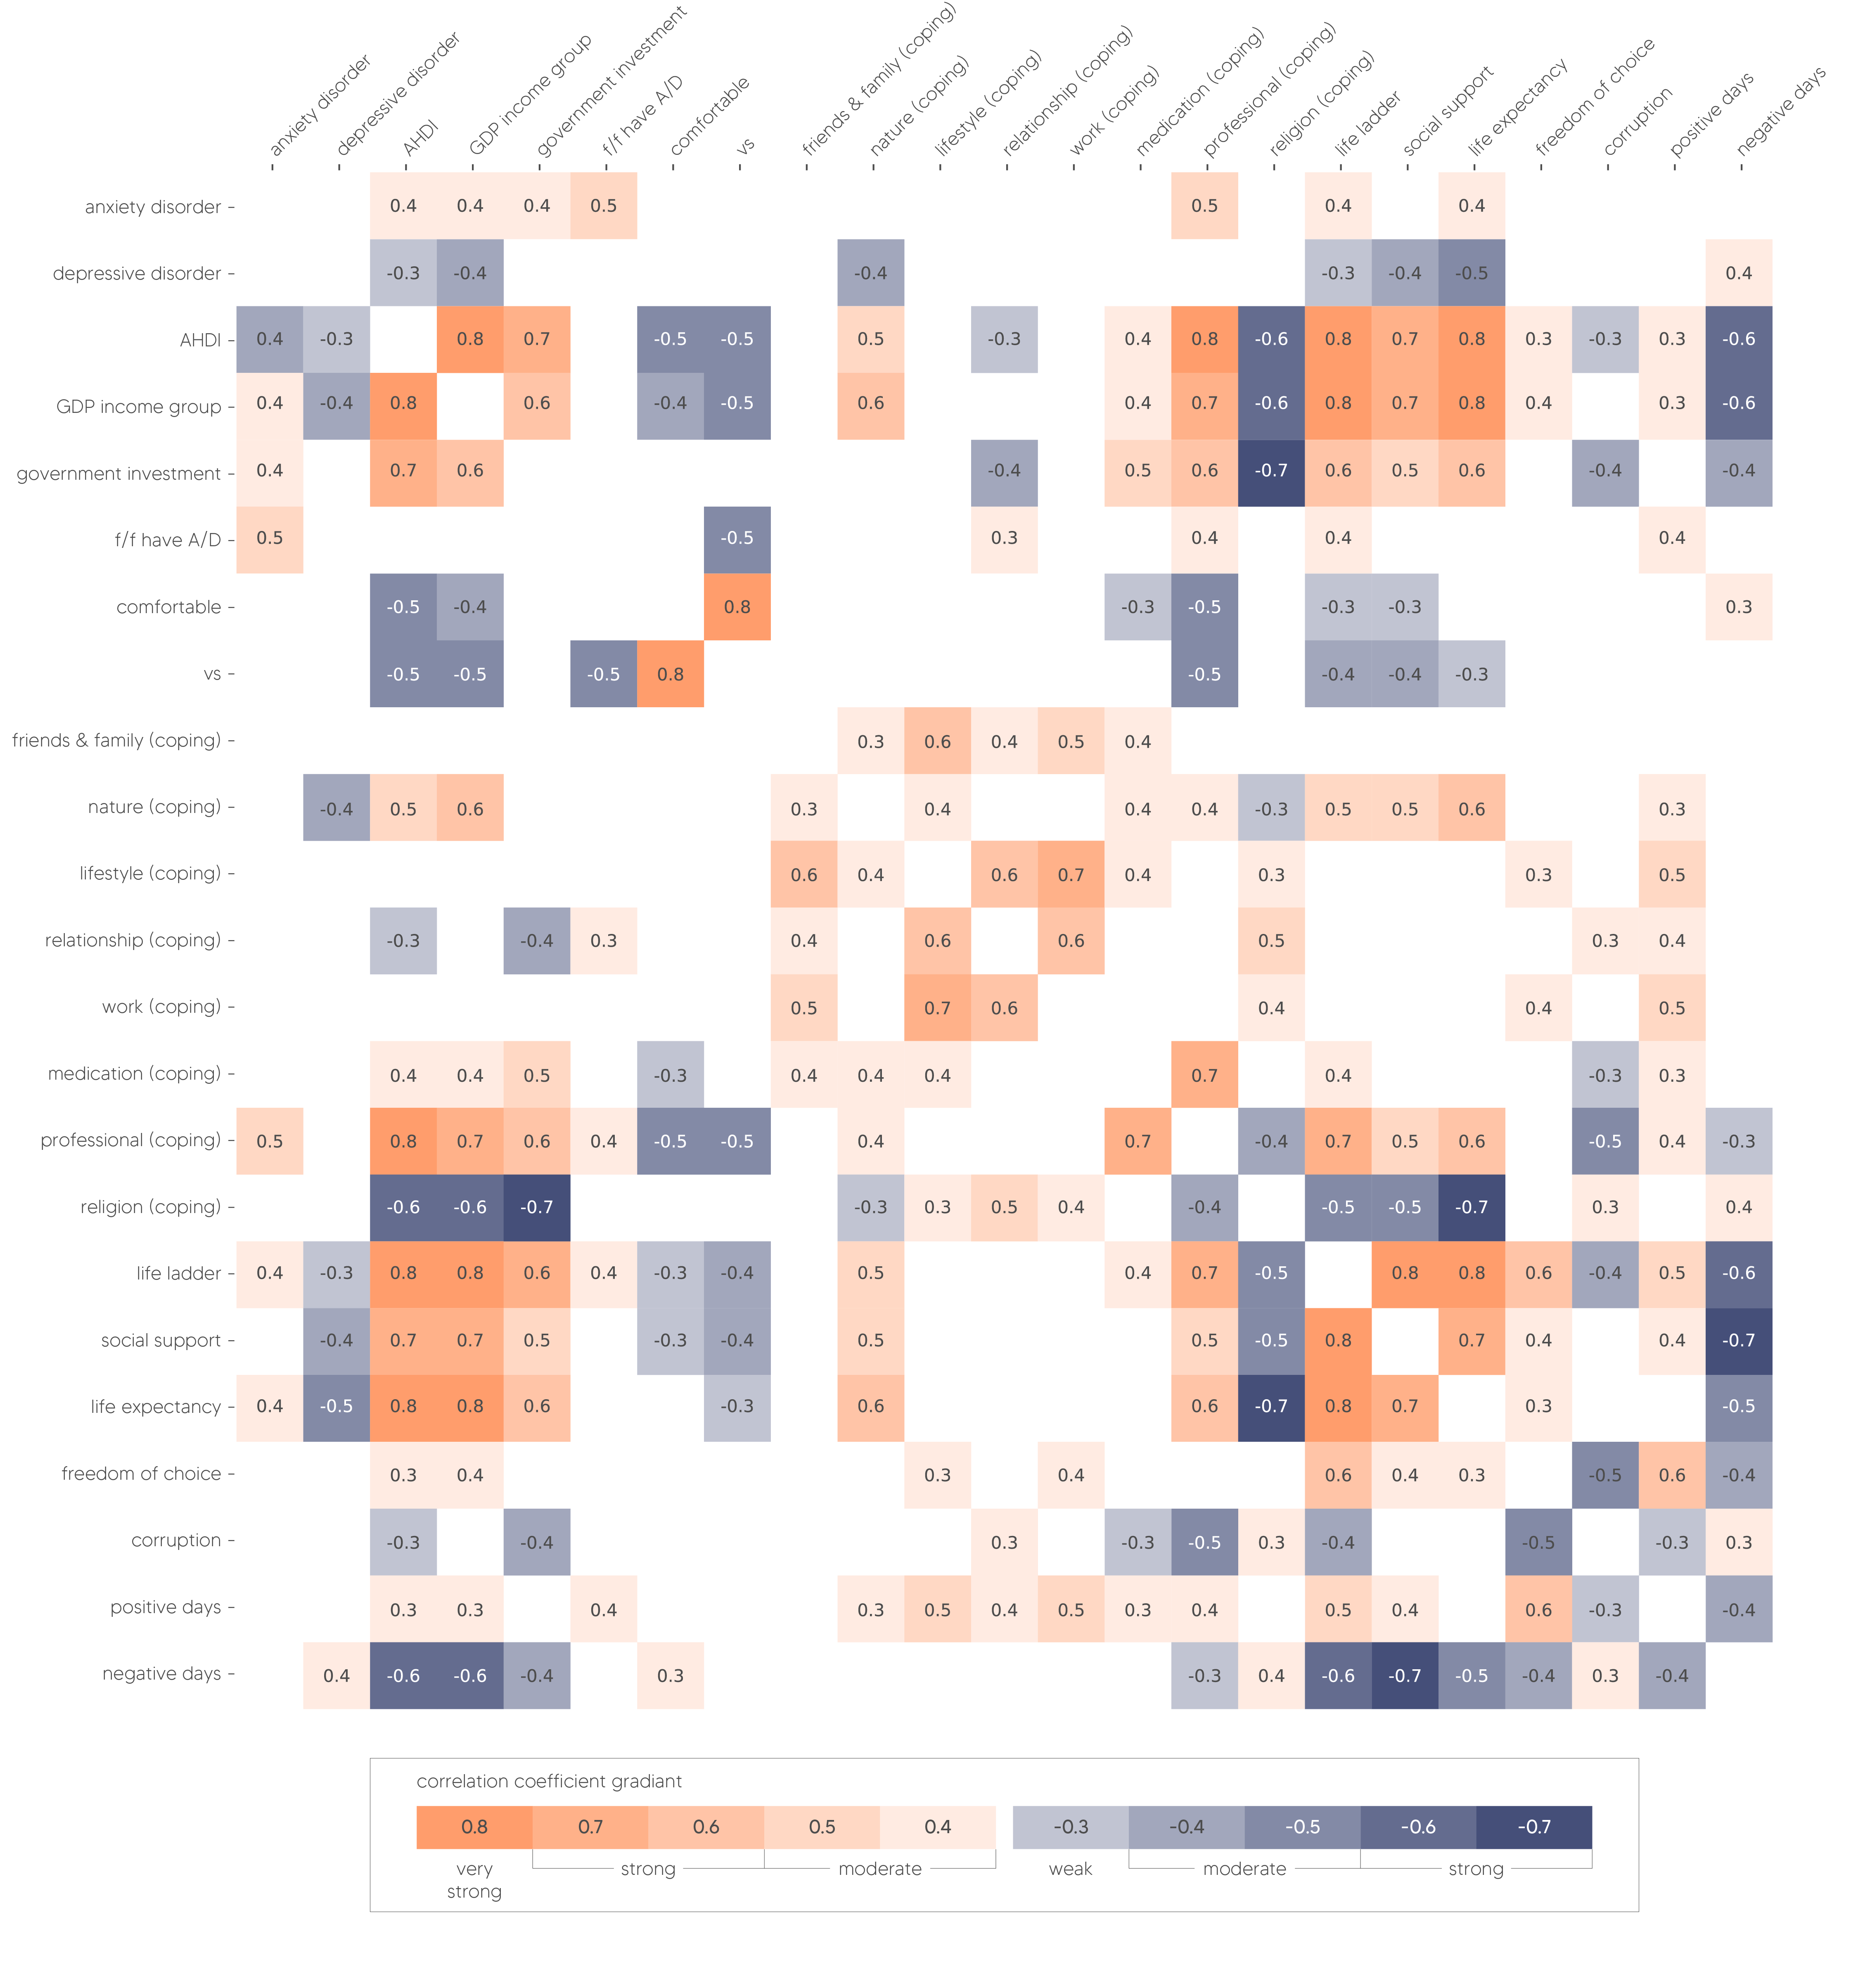 anxiety disorder
depressive disorder
AHDI
GDP income group
government investment
f/f have A/D
comfortable
vs
friends & family (coping)
nature (coping)
lifestyle (coping)
relationship (coping)
work (coping)
medication (coping)
professional (coping)
religion (coping)
life ladder
social support
life expectancy
freedom of choice
corruption
positive days
negative days
anxiety disorder 0.4 0.4 0.4 0.5 0.5 0.4 0.4
depressive disorder -0.3 -0.4 -0.4 -0.3 -0.4 -0.5 0.4
AHDI 0.4 -0.3 0.8 0.7 -0.5 -0.5 0.5 -0.3 0.4 0.8 -0.6 0.8 0.7 0.8 0.3 -0.3 0.3 -0.6
GDP income group 0.4 -0.4 0.8 0.6 -0.4 -0.5 0.6 0.4 0.7 -0.6 0.8 0.7 0.8 0.4 0.3 -0.6
government investment 0.4 0.7 0.6 -0.4 0.5 0.6 -0.7 0.6 0.5 0.6 -0.4 -0.4
f/f have A/D 0.5 -0.5 0.3 0.4 0.4 0.4
comfortable -0.5 -0.4 0.8 -0.3 -0.5 -0.3 -0.3 0.3
vs -0.5 -0.5 -0.5 0.8 -0.5 -0.4 -0.4 -0.3
friends & family (coping) 0.3 0.6 0.4 0.5 0.4
nature (coping) -0.4 0.5 0.6 0.3 0.4 0.4 0.4 -0.3 0.5 0.5 0.6 0.3
lifestyle (coping) 0.6 0.4 0.6 0.7 0.4 0.3 0.3 0.5
relationship (coping) -0.3 -0.4 0.3 0.4 0.6 0.6 0.5 0.3 0.4
work (coping) 0.5 0.7 0.6 0.4 0.4 0.5
medication (coping) 0.4 0.4 0.5 -0.3 0.4 0.4 0.4 0.7 0.4 -0.3 0.3
professional (coping) 0.5 0.8 0.7 0.6 0.4 -0.5 -0.5 0.4 0.7 -0.4 0.7 0.5 0.6 -0.5 0.4 -0.3
religion (coping) -0.6 -0.6 -0.7 -0.3 0.3 0.5 0.4 -0.4 -0.5 -0.5 -0.7 0.3 0.4
life ladder 0.4 -0.3 0.8 0.8 0.6 0.4 -0.3 -0.4 0.5 0.4 0.7 -0.5 0.8 0.8 0.6 -0.4 0.5 -0.6
social support -0.4 0.7 0.7 0.5 -0.3 -0.4 0.5 0.5 -0.5 0.8 0.7 0.4 0.4 -0.7
life expectancy 0.4 -0.5 0.8 0.8 0.6 -0.3 0.6 0.6 -0.7 0.8 0.7 0.3 -0.5
freedom of choice 0.3 0.4 0.3 0.4 0.6 0.4 0.3 -0.5 0.6 -0.4
corruption -0.3 -0.4 0.3 -0.3 -0.5 0.3 -0.4 -0.5 -0.3 0.3
positive days 0.3 0.3 0.4 0.3 0.5 0.4 0.5 0.3 0.4 0.5 0.4 0.6 -0.3 -0.4
negative days 0.4 -0.6 -0.6 -0.4 0.3 -0.3 0.4 -0.6 -0.7 -0.5 -0.4 0.3 -0.4
correlation coefficient gradiant
0.8 0.7 0.6 0.5 0.4 -0.3 -0.4 -0.5 -0.6 -0.7
very strong moderate weak moderate strong
strong